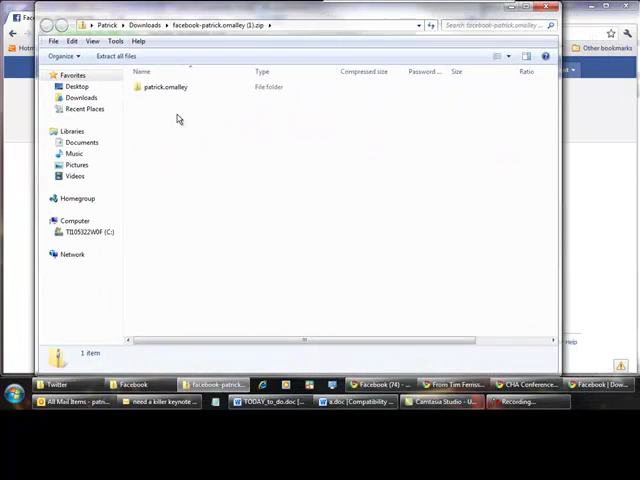 Patrick ▸ Downloads ▸ facebook-patrick.omalley (1).zip ▸
Search facebook-patrick.omalley (1)...
File Edit View Tools Help
Organize ▾ Extract all files
Other bookmarks
Name Type Compressed size Password ... Size Ratio
Favorites
Desktop
Downloads
Recent Places
patrick.omalley File folder
Libraries
Documents
Music
Pictures
Videos
Homegroup
Computer
TI105322W0F (C:)
Network
Help
1 item
Twitter Facebook facebook-patrick... Facebook (74) - ... From Tim Ferriss... CHA Conference... Facebook | Dow...
All Mail Items - patri... need a killer keynote ... TODAY_to_do.doc [... a.doc [Compatibility ... Camtasia Studio - U... Recording...